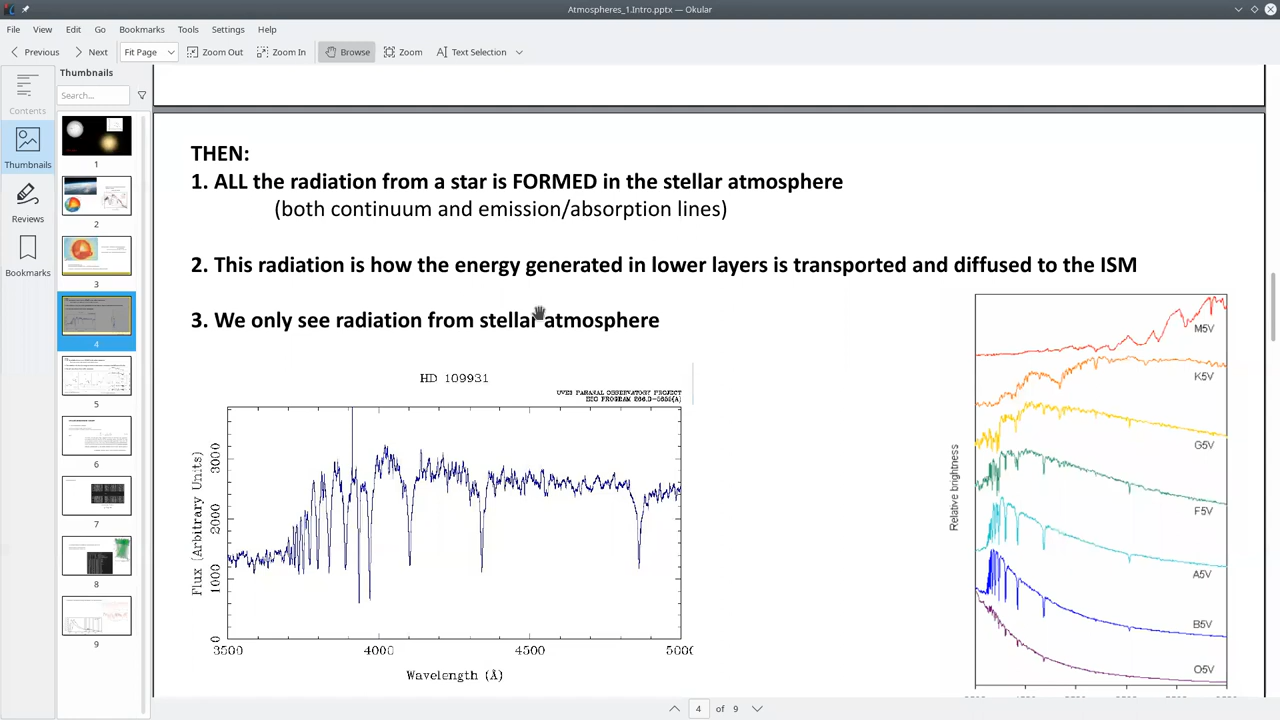 Atmospheres_1.Intro.pptx — Okular
File View Edit Go Bookmarks Tools Settings Help
Previous Next Fit Page Zoom Out Zoom In Browse Zoom Text Selection
Contents
Thumbnails
Reviews
Bookmarks
Thumbnails
Search...
1
2
3
4
5
6
7
8
9
THEN:
1. ALL the radiation from a star is FORMED in the stellar atmosphere
(both continuum and emission/absorption lines)
2. This radiation is how the energy generated in lower layers is transported and diffused to the ISM
3. We only see radiation from stellar atmosphere
HD 109931
UVES PARANAL OBSERVATORY PROJECT
Flux (Arbitrary Units)
0 1000 2000 3000
3500 4000 4500
Wavelength (Å)
Relative brightness
M5V
K5V
G5V
F5V
A5V
B5V
O5V
4 of 9